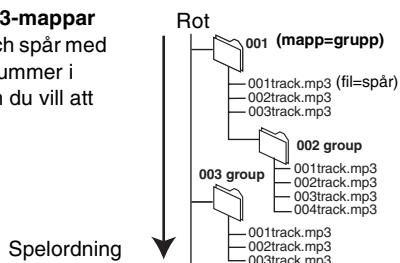 3-mappar
ch spår med
ummer i
n du vill att
Rot
001 (mapp=grupp)
001track.mp3 (fil=spår)
002track.mp3
003track.mp3
002 group
001track.mp3
002track.mp3
003track.mp3
004track.mp3
003 group
001track.mp3
002track.mp3
003track.mp3
Spelordning